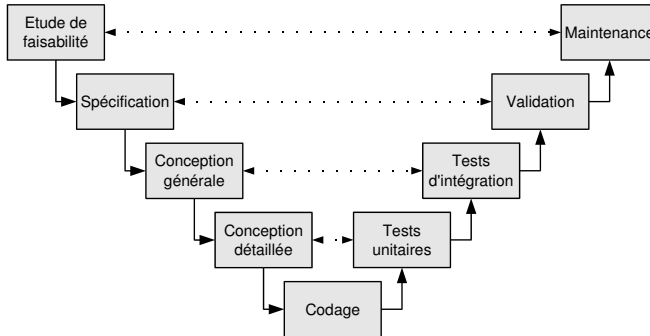 Etude de
faisabilité
Maintenance
Spécification
Validation
Conception
générale
Tests
d'intégration
Conception
détaillée
Tests
unitaires
Codage